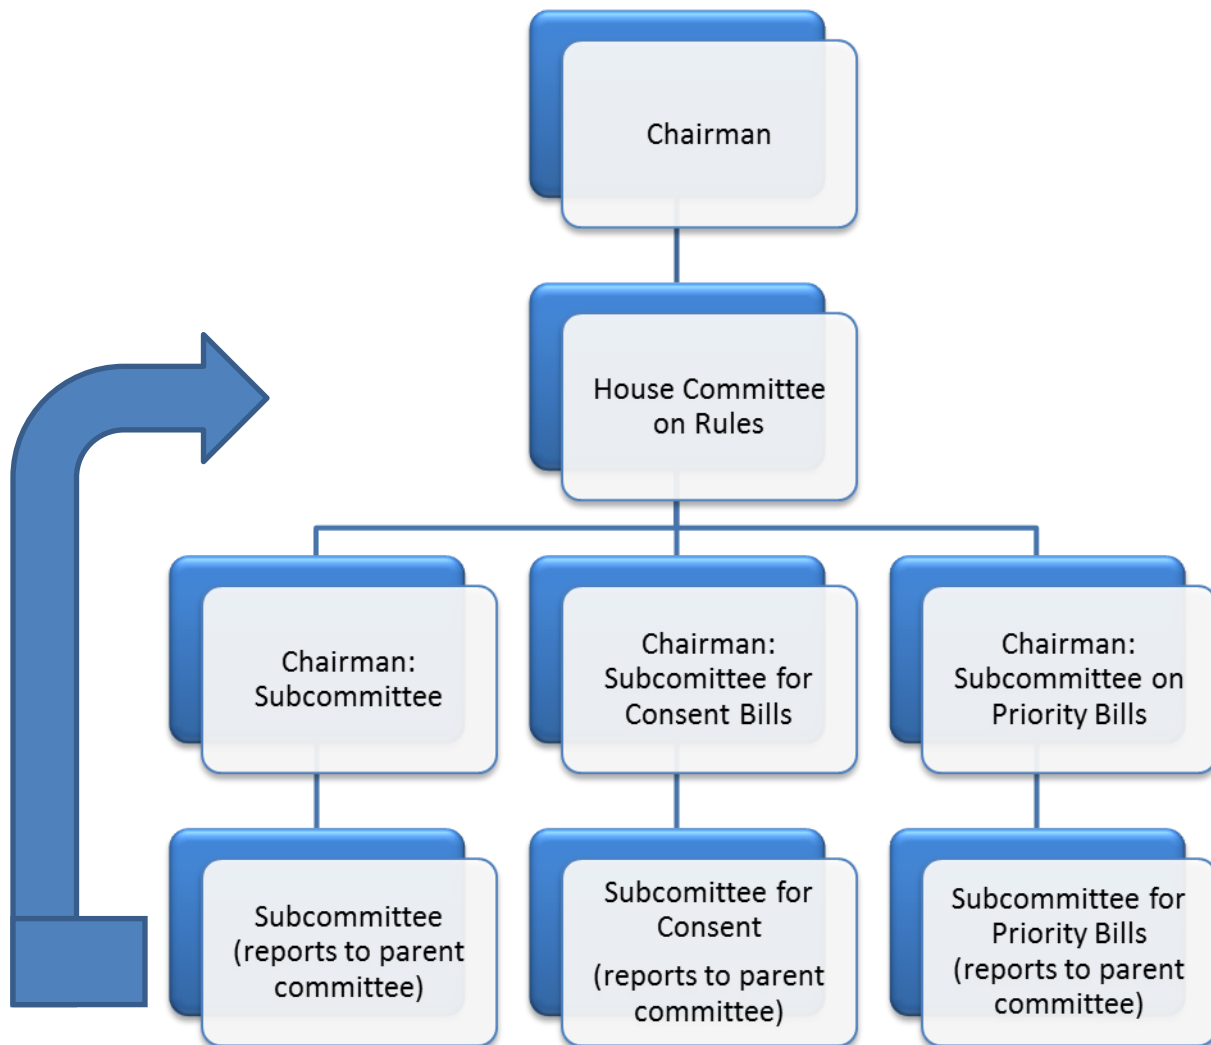 Chairman
House Committee
on Rules
Chairman:
Subcommittee
Chairman:
Subcomittee for
Consent Bills
Chairman:
Subcommittee on
Priority Bills
Subcommittee
(reports to parent
committee)
Subcomittee for
Consent
(reports to parent
committee)
Subcommittee for
Priority Bills
(reports to parent
committee)